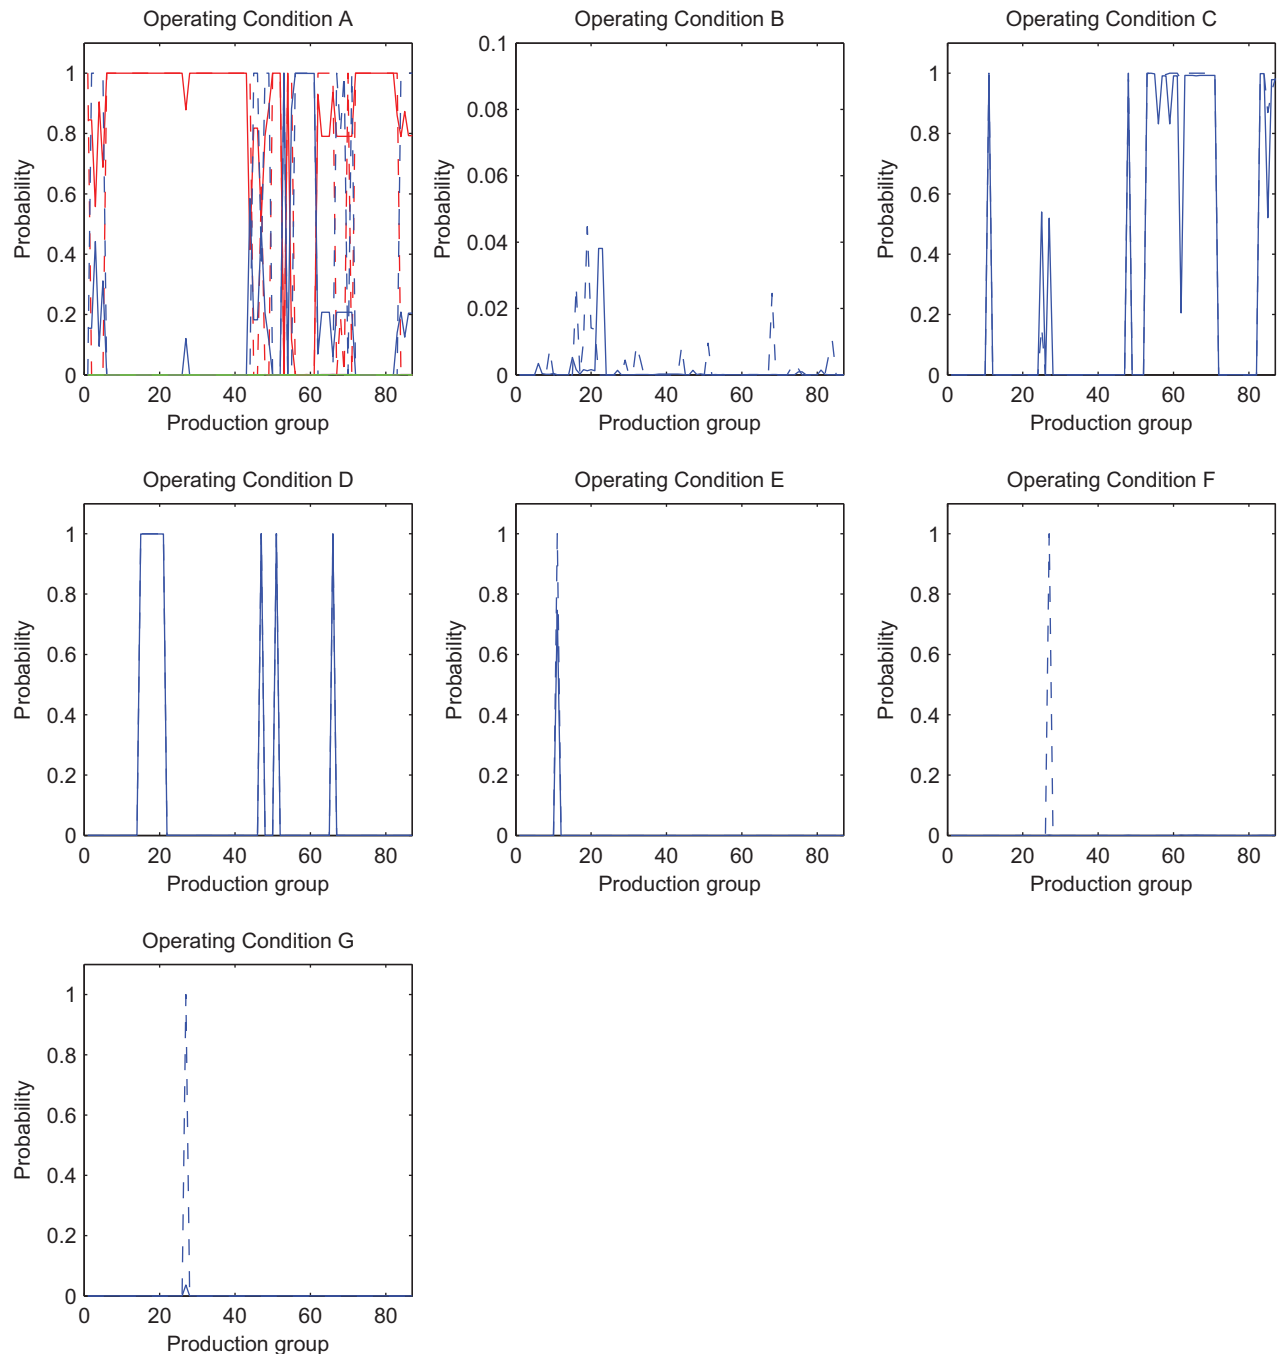 Operating Condition A
1
0.8
0.6
0.4
0.2
0
0 20 40 60 80
Probability
Production group
Operating Condition B
0.1
0.08
0.06
0.04
0.02
0
0 20 40 60 80
Probability
Production group
Operating Condition C
1
0.8
0.6
0.4
0.2
0
0 20 40 60 80
Probability
Production group
Operating Condition D
1
0.8
0.6
0.4
0.2
0
0 20 40 60 80
Probability
Production group
Operating Condition E
1
0.8
0.6
0.4
0.2
0
0 20 40 60 80
Probability
Production group
Operating Condition F
1
0.8
0.6
0.4
0.2
0
0 20 40 60 80
Probability
Production group
Operating Condition G
1
0.8
0.6
0.4
0.2
0
0 20 40 60 80
Probability
Production group